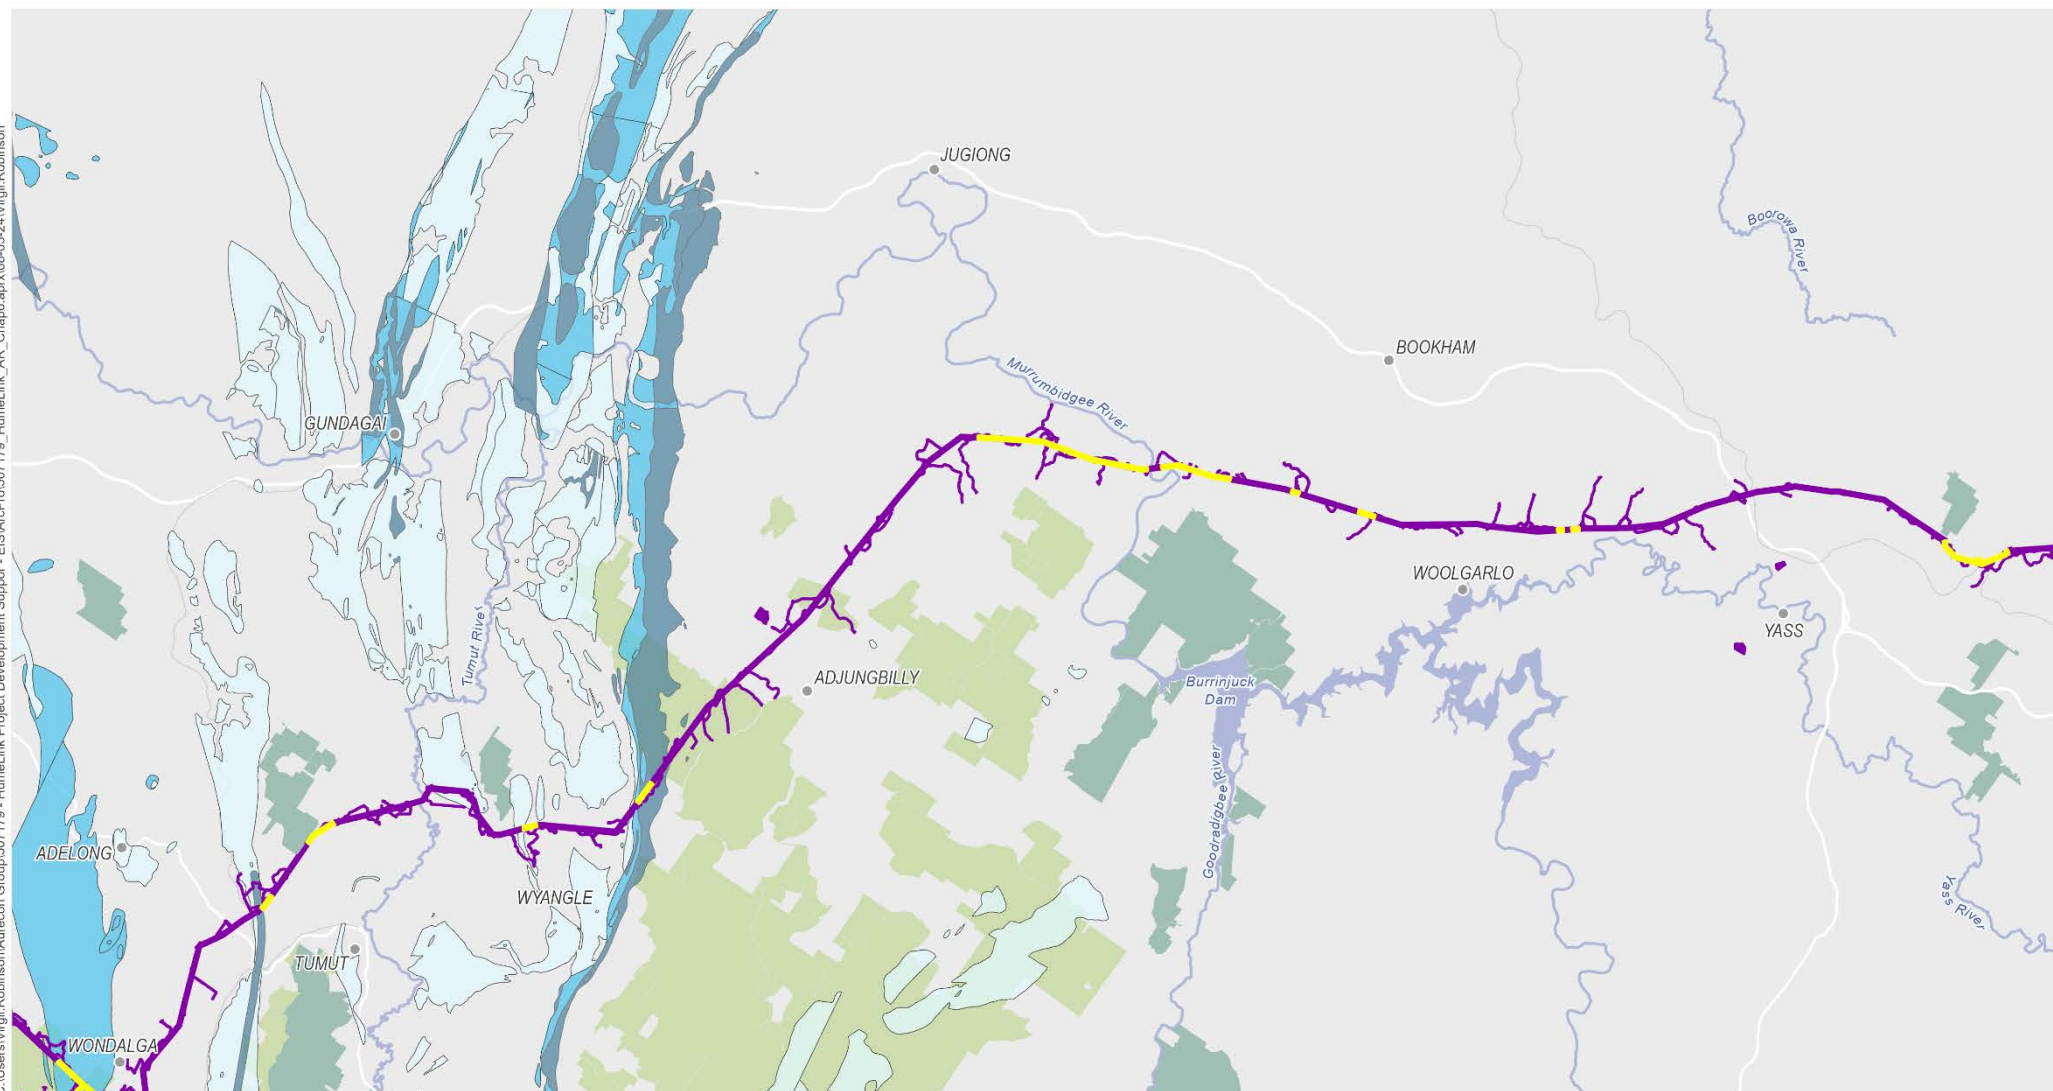 JUGIONG
Boorowa River
BOOKHAM
Murrumbidgee River
GUNDAGAI
WOOLGARLO
YASS
Tumut River
ADJUNGBILLY
Burrinjuck
Dam
Goodradigbee River
ADELONG
WYANGLE
Yass River
TUMUT
WONDALGA